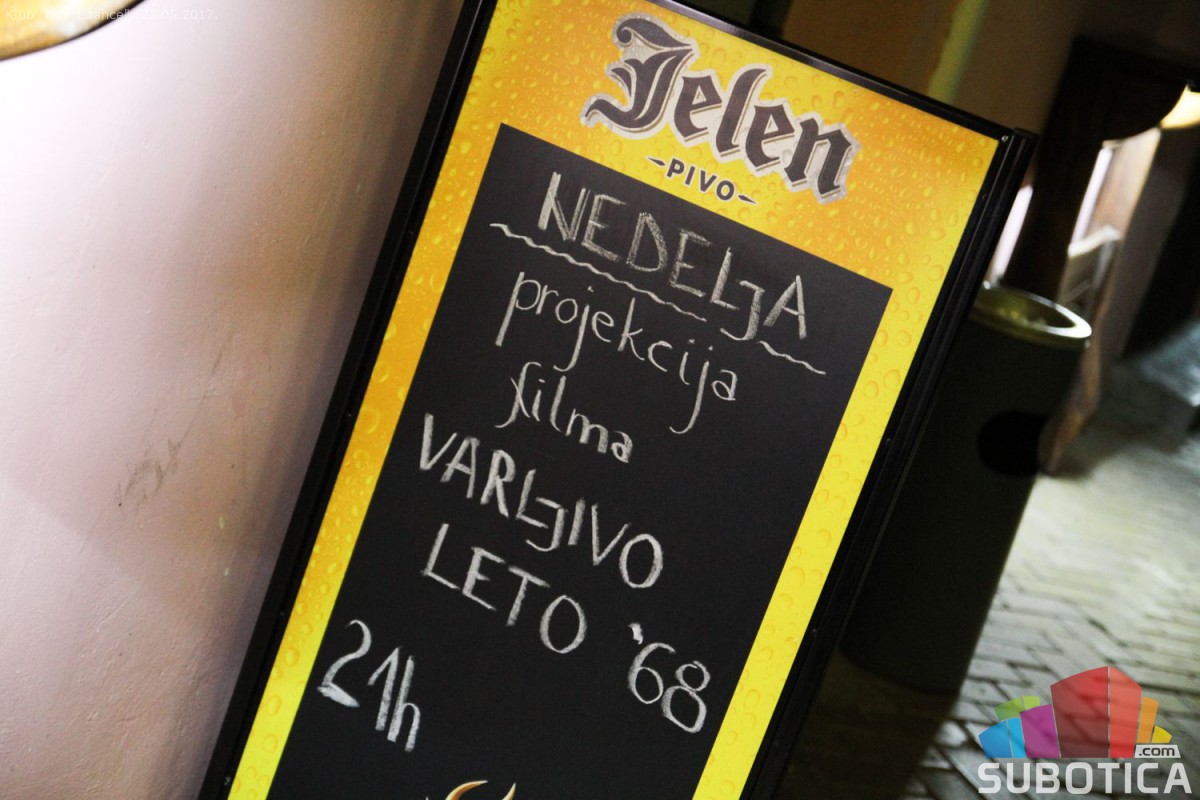 Jelen
-PIVO-
NEDELJA
projekcija
filma
VARLJIVO
LETO '68
21h
.com
SUBOTICA